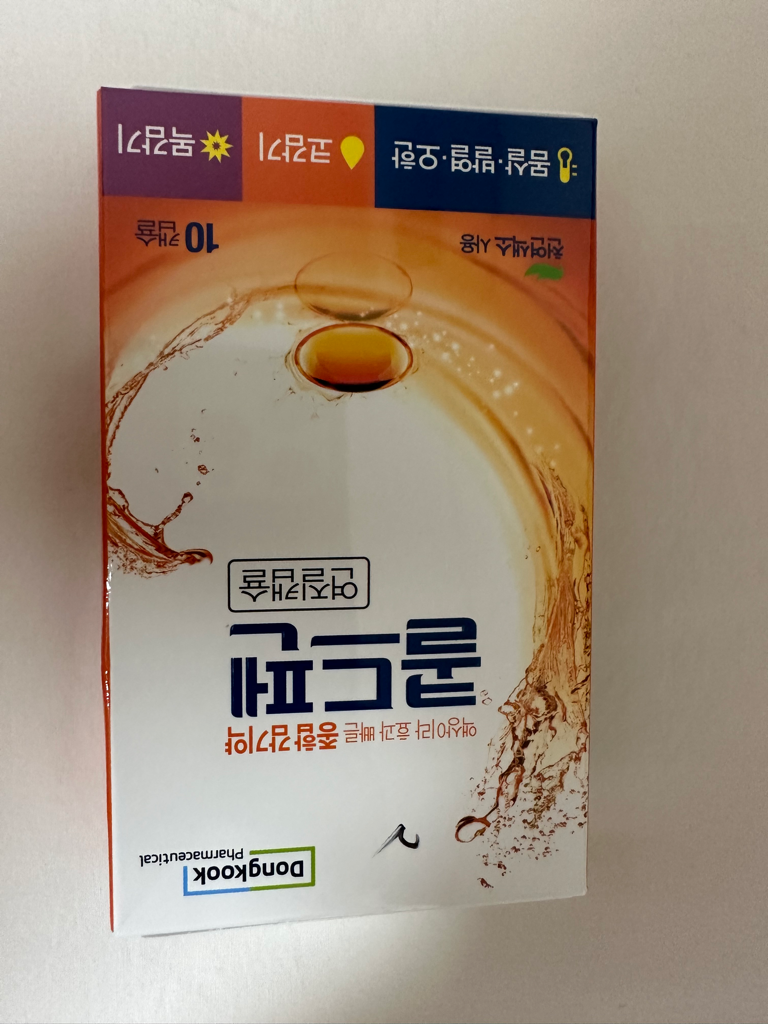 Dongkook
Pharmaceutical
액상이라 효과 빠른 종합감기약
콜드펜
연질캡슐
천연색소 사용
10캡슐
몸살·발열·오한
코감기
목감기